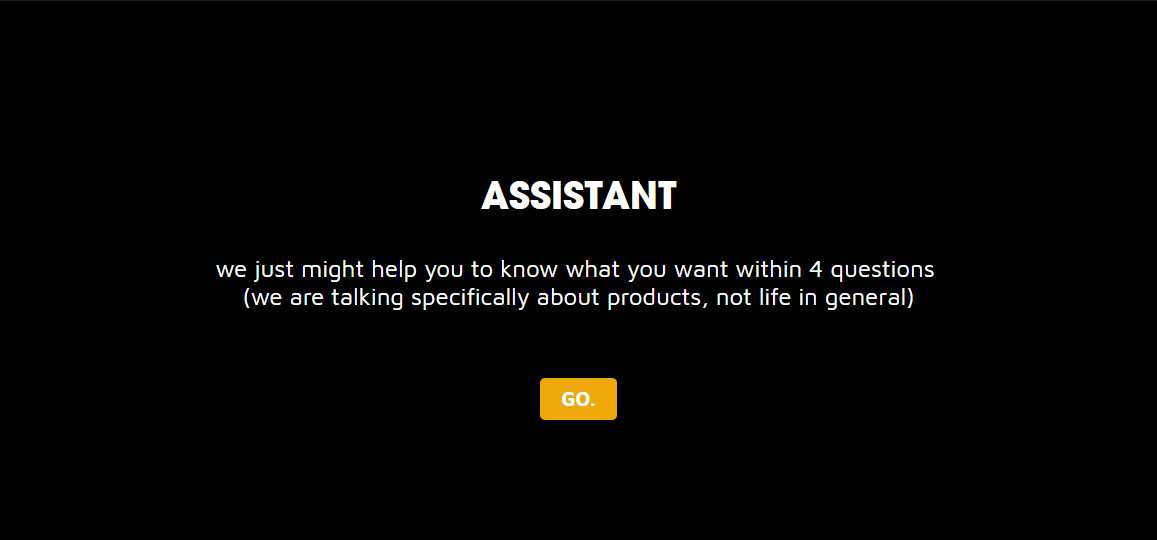 ASSISTANT
we just might help you to know what you want within 4 questions
(we are talking specifically about products, not life in general)
GO.